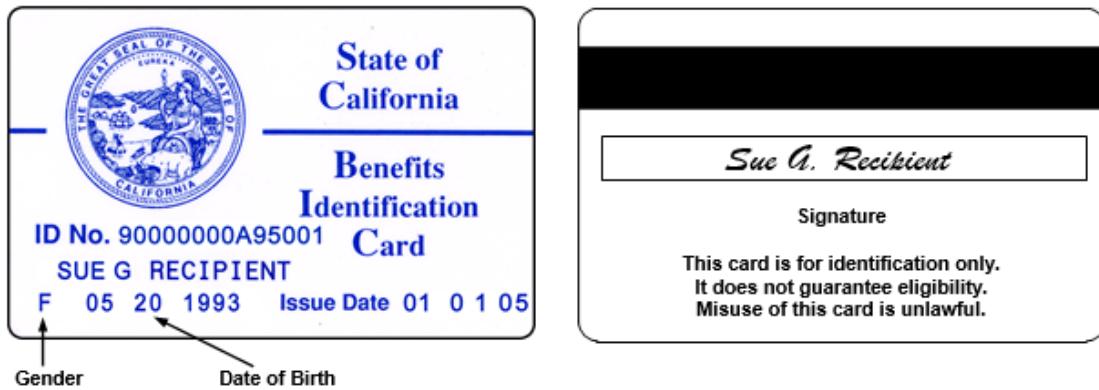 THE GREAT SEAL OF THE STATE OF CALIFORNIA
EUREKA
State of
California
Benefits
Identification
Card
ID No. 90000000A95001
SUE G RECIPIENT
F 05 20 1993 Issue Date 01 0 1 05
Gender
Date of Birth
Sue G. Recipient
Signature
This card is for identification only.
It does not guarantee eligibility.
Misuse of this card is unlawful.